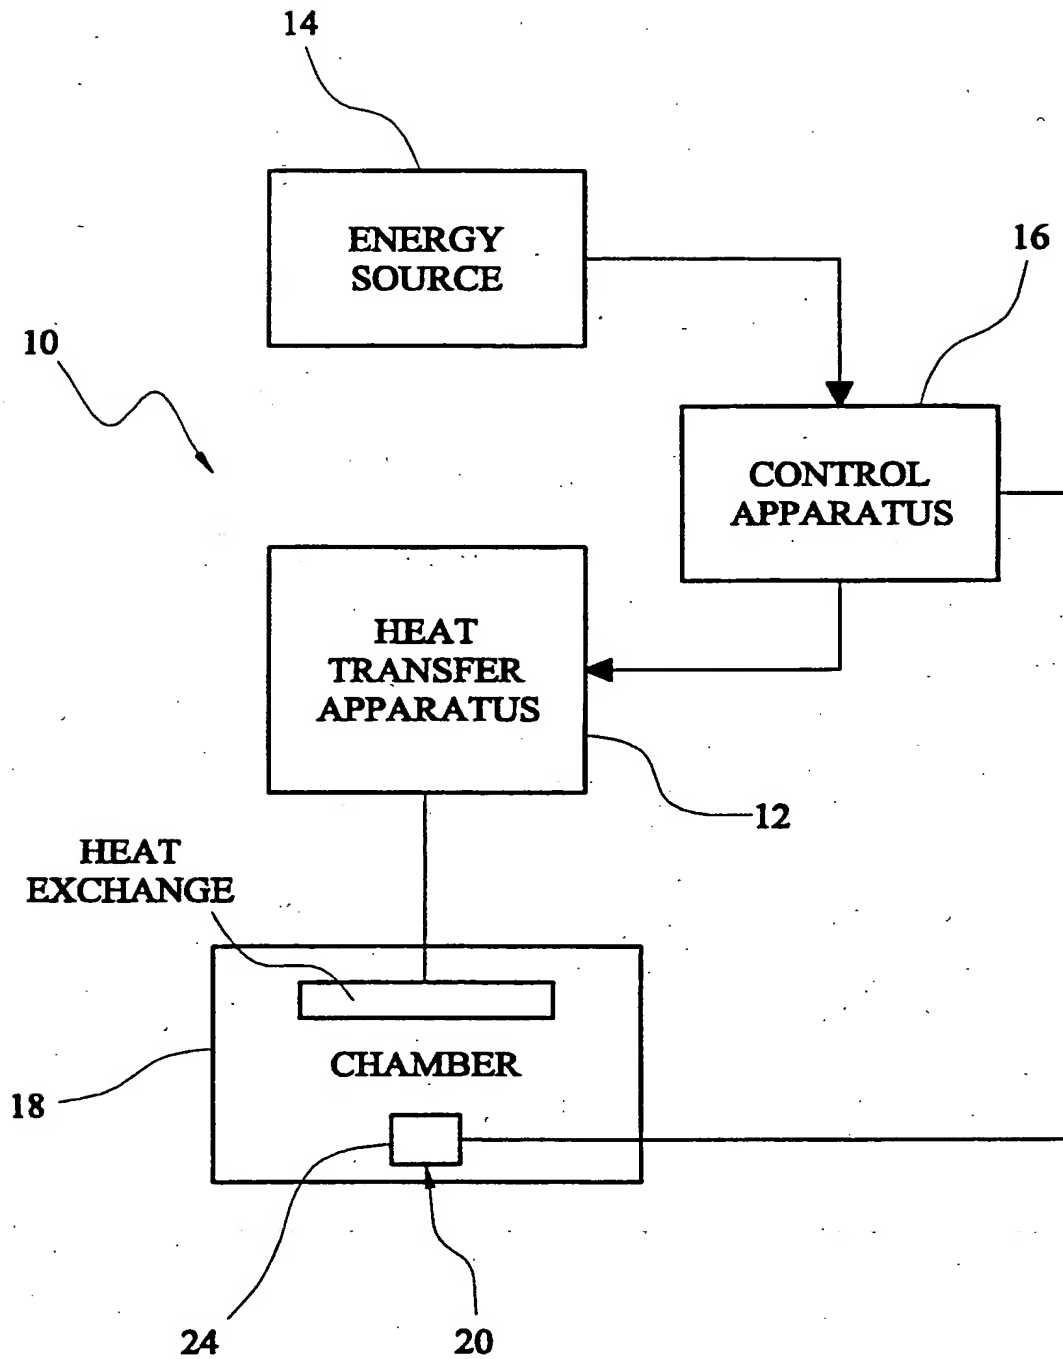 14
ENERGY
SOURCE
16
10
CONTROL
APPARATUS
HEAT
TRANSFER
APPARATUS
12
HEAT
EXCHANGE
CHAMBER
18
24
20